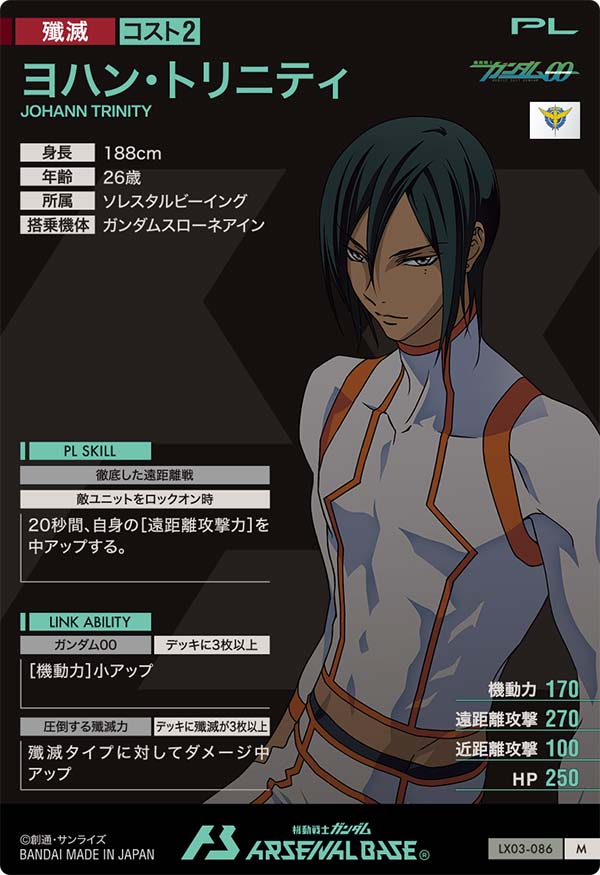 殲滅 コスト2 PL
ヨハン・トリニティ
JOHANN TRINITY
ガンダム00
身長 188cm
年齢 26歳
所属 ソレスタルビーイング
搭乗機体 ガンダムスローネアイン
PL SKILL
徹底した遠距離戦
敵ユニットをロックオン時
20秒間、自身の[遠距離攻撃力]を
中アップする。
LINK ABILITY
ガンダム00 デッキに3枚以上
[機動力]小アップ
圧倒する殲滅力 デッキに殲滅が3枚以上
殲滅タイプに対してダメージ中
アップ
機動力 170
遠距離攻撃 270
近距離攻撃 100
HP 250
©創通・サンライズ
BANDAI MADE IN JAPAN
機動戦士ガンダム
AB ARSENAL BASE®
LX03-086 M